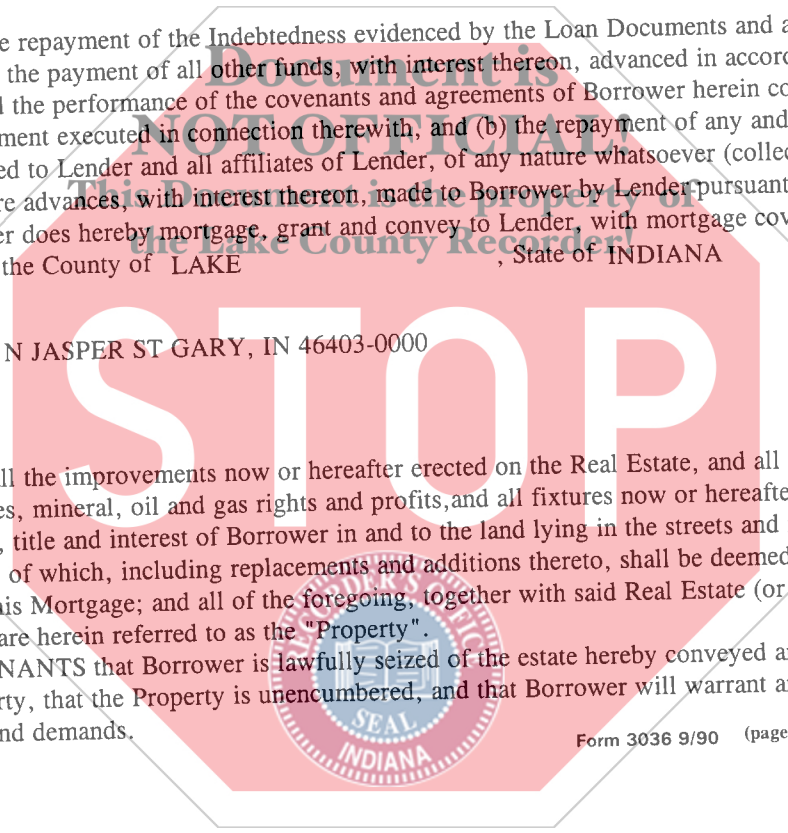 e repayment of the Indebtedness evidenced by the Loan Documents and a
Document is
the payment of all other funds, with interest thereon, advanced in accor
the performance of the covenants and agreements of Borrower herein co
NOT OFFICIAL!
ment executed in connection therewith, and (b) the repayment of any and
ed to Lender and all affiliates of Lender, of any nature whatsoever (collec
This Document is the property of
re advances, with interest thereon, made to Borrower by Lender pursuant
the Lake County Recorder!
er does hereby mortgage, grant and convey to Lender, with mortgage cov
the County of LAKE , State of INDIANA
N JASPER ST GARY, IN 46403-0000
STOP
ll the improvements now or hereafter erected on the Real Estate, and all
es, mineral, oil and gas rights and profits,and all fixtures now or hereafte
, title and interest of Borrower in and to the land lying in the streets and
of which, including replacements and additions thereto, shall be deemed
his Mortgage; and all of the foregoing, together with said Real Estate (or
are herein referred to as the "Property".
NANTS that Borrower is lawfully seized of the estate hereby conveyed a
rty, that the Property is unencumbered, and that Borrower will warrant a
nd demands.
RECORDER'S OFFICE
SEAL
INDIANA
Form 3036 9/90 (page